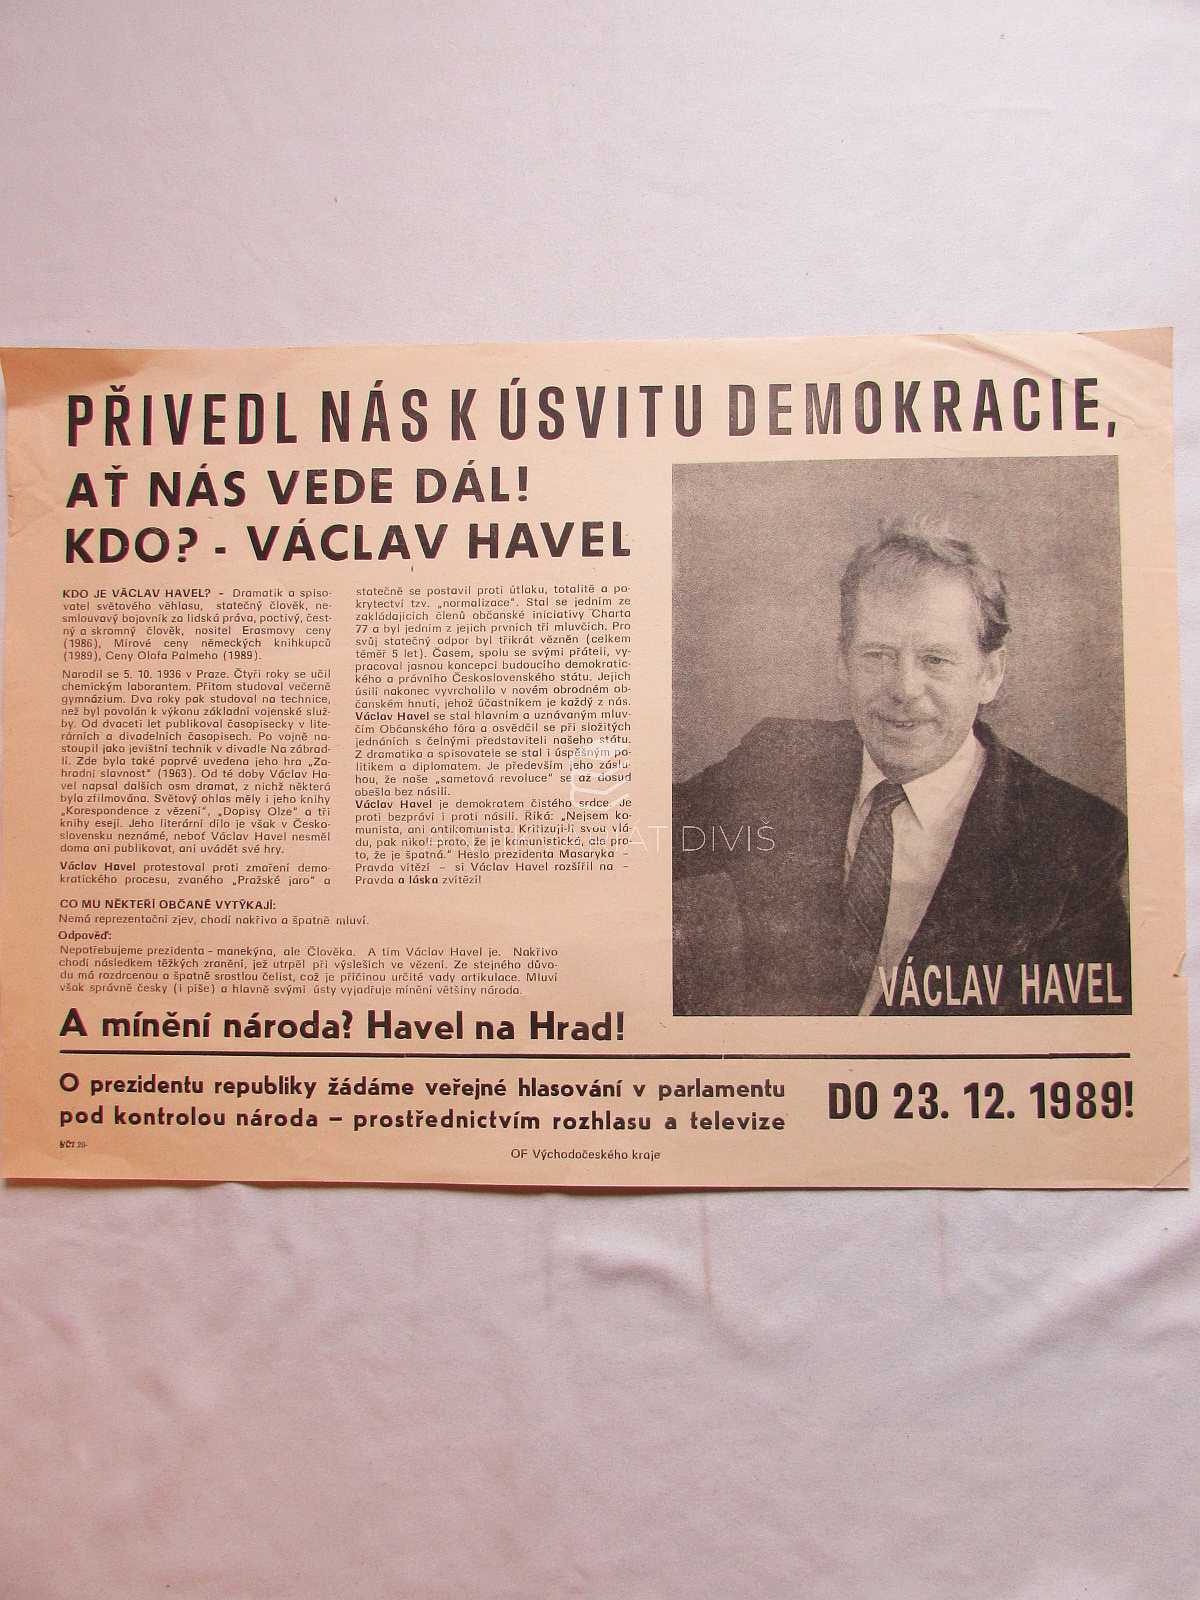 PŘIVEDL NÁS K ÚSVITU DEMOKRACIE,
AŤ NÁS VEDE DÁL!
KDO? - VÁCLAV HAVEL
KDO JE VÁCLAV HAVEL? - Dramatik a spiso-
vatel světového věhlasu, statečný člověk, ne-
smlouvavý bojovník za lidská práva, poctivý, čest-
ný a skromný člověk, nositel Erasmovy ceny
(1986), Mírové ceny německých knihkupců
(1989), Ceny Olofa Palmeho (1989).
Narodil se 5. 10. 1936 v Praze. Čtyři roky se učil
chemickým laborantem. Přitom studoval večerně
gymnázium. Dva roky pak studoval na technice,
než byl povolán k výkonu základní vojenské služ-
by. Od dvaceti let publikoval časopisecky v lite-
rárních a divadelních časopisech. Po vojně na-
stoupil jako jevištní technik v divadle Na zábrad-
lí. Zde byla také poprvé uvedena jeho hra „Za-
hradní slavnost" (1963). Od té doby Václav Ha-
vel napsal dalších osm dramat, z nichž některá
byla zfilmována. Světový ohlas měly i jeho knihy
„Korespondence z vězení", „Dopisy Olze" a tři
knihy esejí. Jeho literární dílo je však v Česko-
slovensku neznámé, neboť Václav Havel nesměl
doma ani publikovat, ani uvádět své hry.
Václav Havel protestoval proti zmaření demo-
kratického procesu, zvaného „Pražské jaro" a
statečně se postavil proti útlaku, totalitě a po-
krytectví tzv. „normalizace". Stal se jedním ze
zakládajících členů občanské iniciativy Charta
77 a byl jedním z jejich prvních tří mluvčích. Pro
svůj statečný odpor byl třikrát vězněn (celkem
téměř 5 let). Časem, spolu se svými přáteli, vy-
pracoval jasnou koncepci budoucího demokratic-
kého a právního Československého státu. Jejich
úsilí nakonec vyvrcholilo v novém obrodném ob-
čanském hnutí, jehož účastníkem je každý z nás.
Václav Havel se stal hlavním a uznávaným mluv-
čím Občanského fóra a osvědčil se při složitých
jednáních s čelnými představiteli našeho státu.
Z dramatika a spisovatele se stal i úspěšným po-
litikem a diplomatem. Je především jeho záslu-
hou, že naše „sametová revoluce" se až dosud
obešla bez násilí.
Václav Havel je demokratem čistého srdce. Je
proti bezpráví i proti násilí. Říká: „Nejsem ko-
munista, ani antikomunista. Kritizuji-li svou vlá-
du, pak nikoli proto, že je komunistická, ale pro-
to, že je špatná." Heslo prezidenta Masaryka -
Pravda vítězí - si Václav Havel rozšířil na -
Pravda a láska zvítězí!
CO MU NĚKTEŘÍ OBČANÉ VYTÝKAJÍ:
Nemá reprezentační zjev, chodí nakřivo a špatně mluví.
Odpověď:
Nepotřebujeme prezidenta - manekýna, ale Člověka. A tím Václav Havel je. Nakřivo
chodí následkem těžkých zranění, jež utrpěl při výsleších ve vězení. Ze stejného důvo-
du má rozdrcenou a špatně srostlou čelist, což je příčinou určité vady artikulace. Mluví
však správně česky (i píše) a hlavně svými ústy vyjadřuje mínění většiny národa.
A mínění národa? Havel na Hrad!
VÁCLAV HAVEL
O prezidentu republiky žádáme veřejné hlasování v parlamentu
pod kontrolou národa – prostřednictvím rozhlasu a televize
DO 23. 12. 1989!
VČT 20-
OF Východočeského kraje
ANTIKVARIÁT DIVIŠ